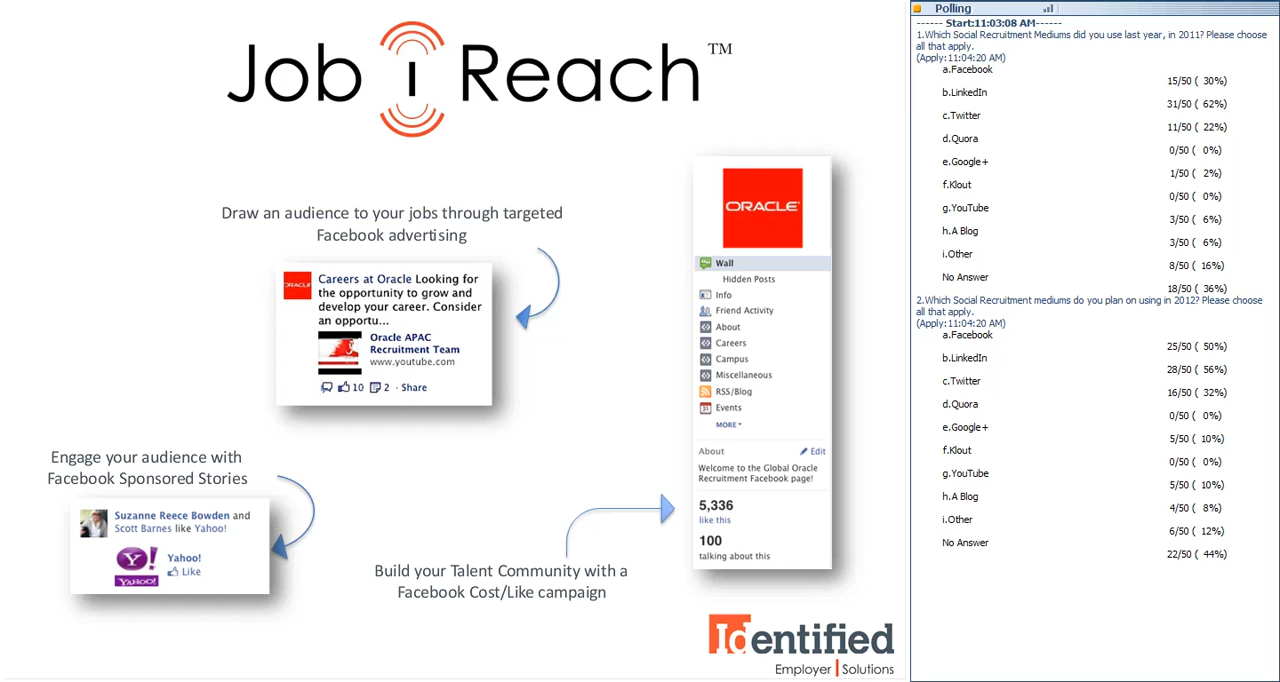 Job i Reach™
Draw an audience to your jobs through targeted
Facebook advertising
ORACLE
Careers at Oracle Looking for
the opportunity to grow and
develop your career. Consider
an opportu...
Oracle APAC
Recruitment Team
www.youtube.com
10 2 · Share
Engage your audience with
Facebook Sponsored Stories
Suzanne Reece Bowden and
Scott Barnes like Yahoo!
Y!
YAHOO!
Yahoo!
Like
Build your Talent Community with a
Facebook Cost/Like campaign
ORACLE
Wall
Hidden Posts
Info
Friend Activity
About
Careers
Campus
Miscellaneous
RSS/Blog
Events
MORE
About Edit
Welcome to the Global Oracle
Recruitment Facebook page!
5,336
like this
100
talking about this
Identified
Employer Solutions
Polling
------ Start:11:03:08 AM------
1.Which Social Recruitment Mediums did you use last year, in 2011? Please choose
all that apply.
(Apply:11:04:20 AM)
a.Facebook
15/50 ( 30%)
b.LinkedIn
31/50 ( 62%)
c.Twitter
11/50 ( 22%)
d.Quora
0/50 ( 0%)
e.Google+
1/50 ( 2%)
f.Klout
0/50 ( 0%)
g.YouTube
3/50 ( 6%)
h.A Blog
3/50 ( 6%)
i.Other
8/50 ( 16%)
No Answer
18/50 ( 36%)
2.Which Social Recruitment mediums do you plan on using in 2012? Please choose
all that apply.
(Apply:11:04:20 AM)
a.Facebook
25/50 ( 50%)
b.LinkedIn
28/50 ( 56%)
c.Twitter
16/50 ( 32%)
d.Quora
0/50 ( 0%)
e.Google+
5/50 ( 10%)
f.Klout
0/50 ( 0%)
g.YouTube
5/50 ( 10%)
h.A Blog
4/50 ( 8%)
i.Other
6/50 ( 12%)
No Answer
22/50 ( 44%)